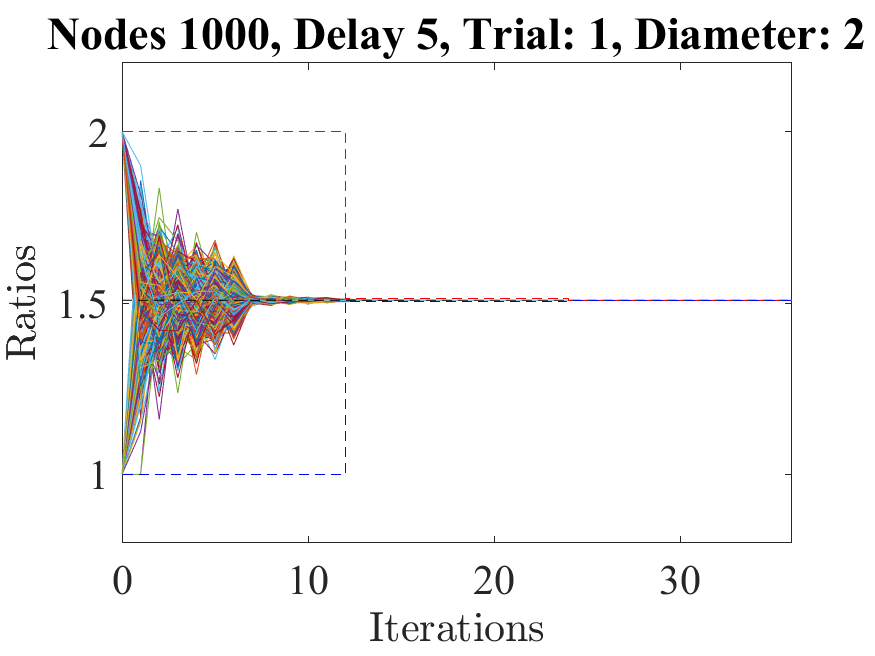 Nodes 1000, Delay 5, Trial: 1, Diameter: 2
2
1.5
1
Ratios
0 10 20 30
Iterations